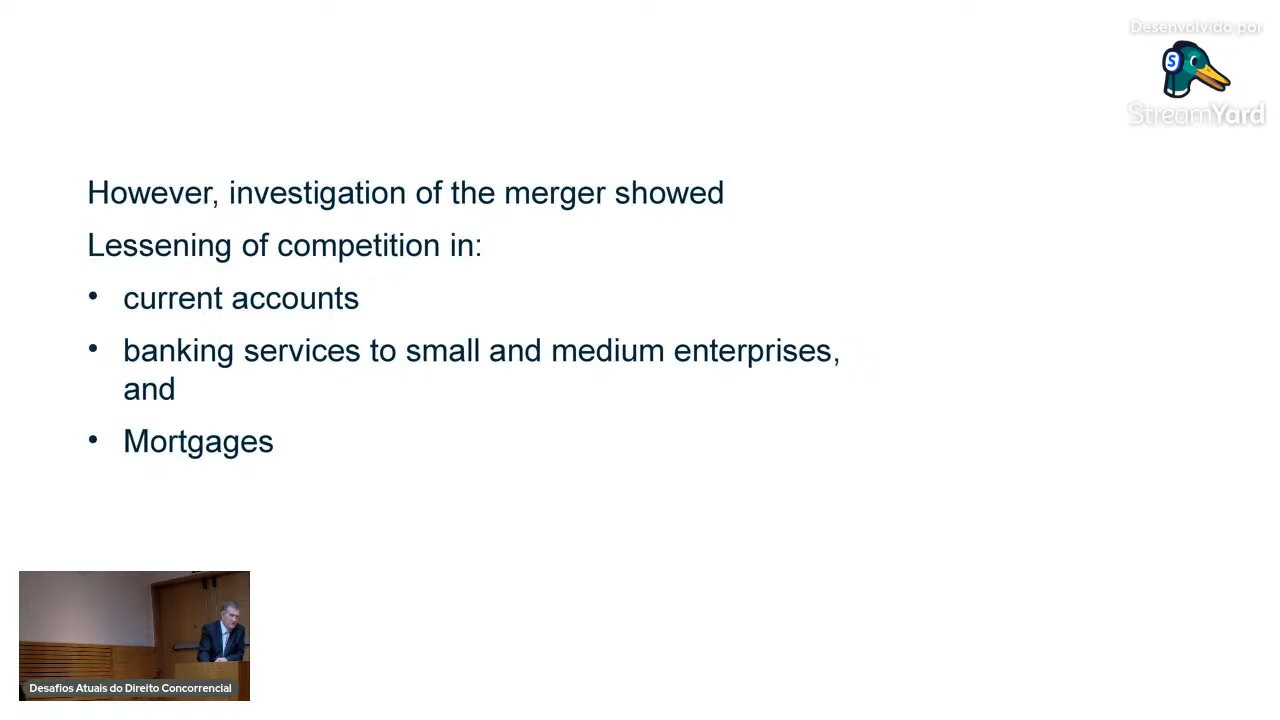 Desenvolvido por
S
StreamYard
However, investigation of the merger showed
Lessening of competition in:
• current accounts
• banking services to small and medium enterprises,
and
• Mortgages
Desafios Atuais do Direito Concorrencial